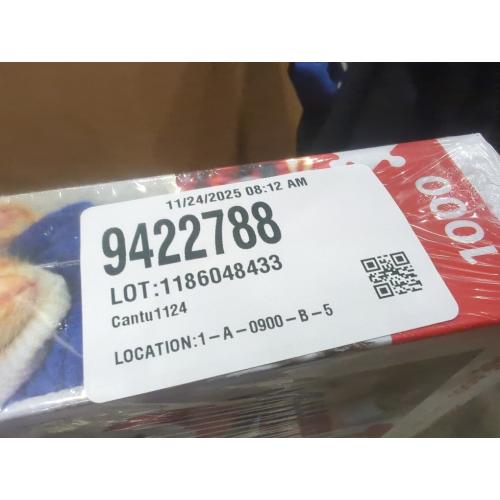 11/24/2025 08:12 AM
9422788
LOT:1186048433
Cantu1124
LOCATION:1-A-0900-B-5
1000